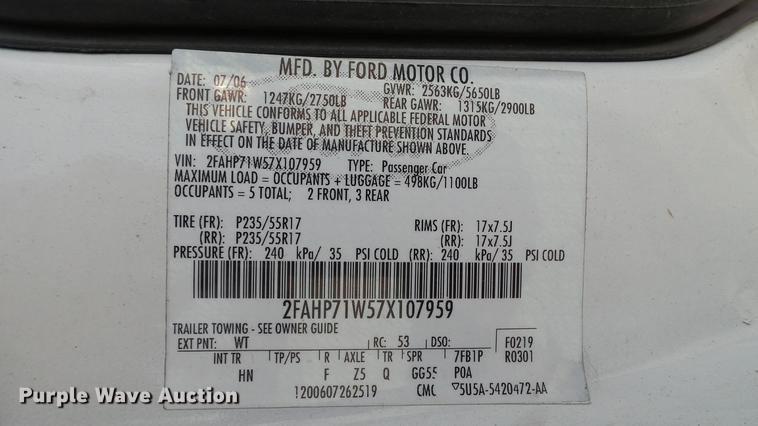 MFD. BY FORD MOTOR CO.
DATE: 07/06 GVWR: 2563KG/5650LB
FRONT GAWR: 1247KG/2750LB REAR GAWR: 1315KG/2900LB
THIS VEHICLE CONFORMS TO ALL APPLICABLE FEDERAL MOTOR
VEHICLE SAFETY, BUMPER, AND THEFT PREVENTION STANDARDS
IN EFFECT ON THE DATE OF MANUFACTURE SHOWN ABOVE.
VIN: 2FAHP71W57X107959 TYPE: Passenger Car
MAXIMUM LOAD = OCCUPANTS + LUGGAGE = 498KG/1100LB
OCCUPANTS = 5 TOTAL; 2 FRONT, 3 REAR
TIRE (FR): P235/55R17 RIMS (FR): 17x7.5J
(RR): P235/55R17 (RR): 17x7.5J
PRESSURE (FR): 240 kPa/ 35 PSI COLD (RR): 240 kPa/ 35 PSI COLD
2FAHP71W57X107959
TRAILER TOWING - SEE OWNER GUIDE
EXT PNT: WT RC: 53 DSO: F0219
INT TR TP/PS R AXLE TR SPR 7FB1P R0301
HN F Z5 Q GG55 POA
1200607262519 CMC ▽5U5A-5420472-AA
Purple Wave Auction